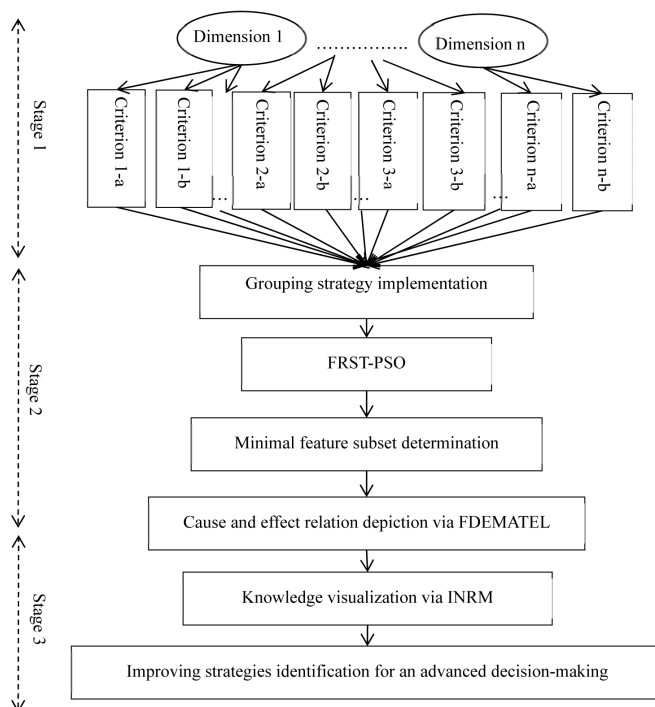 Dimension 1
................
Dimension n
Stage 1
Criterion 1-a
Criterion 1-b
...
Criterion 2-a
Criterion 2-b
...
Criterion 3-a
Criterion 3-b
...
Criterion n-a
Criterion n-b
Stage 2
Grouping strategy implementation
FRST-PSO
Minimal feature subset determination
Cause and effect relation depiction via FDEMATEL
Stage 3
Knowledge visualization via INRM
Improving strategies identification for an advanced decision-making